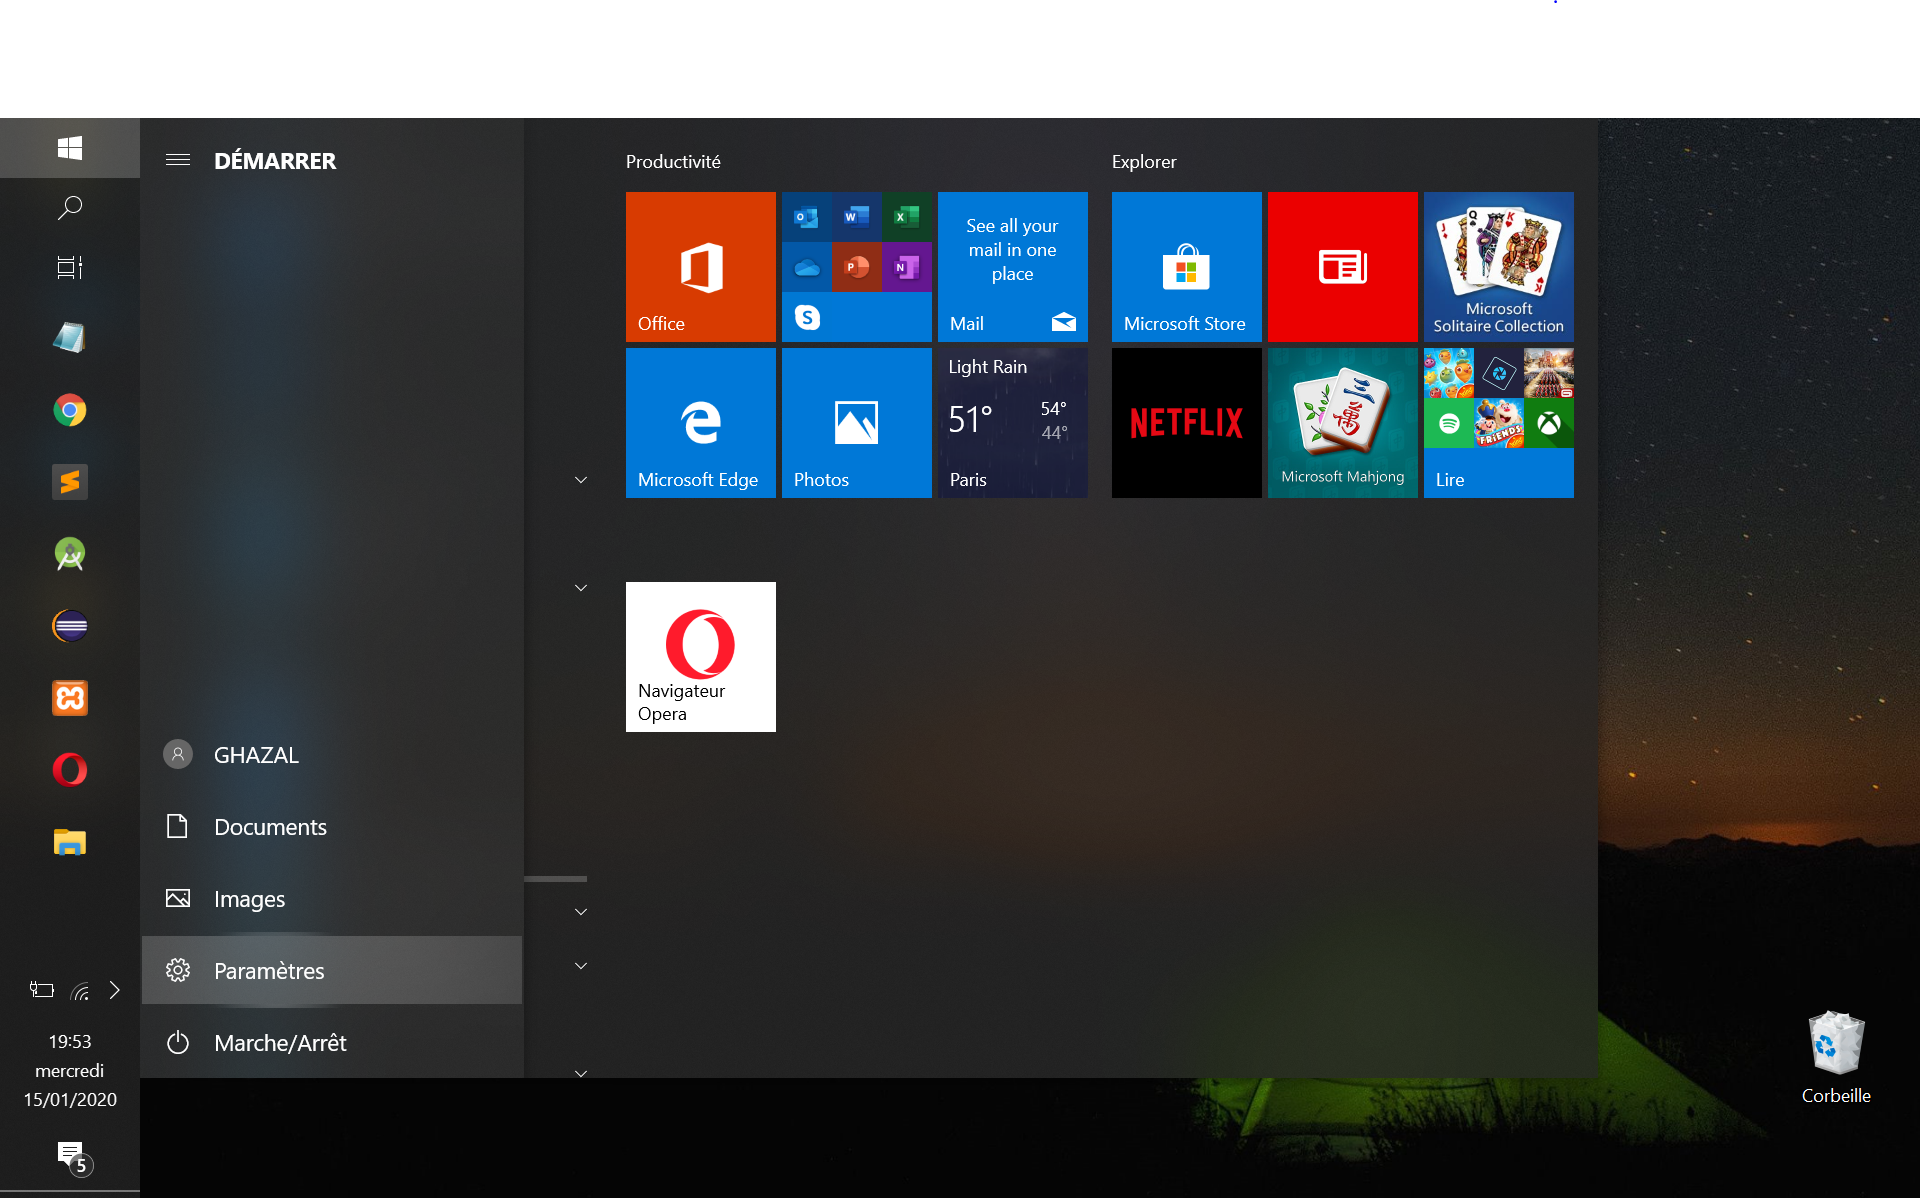 DÉMARRER
GHAZAL
Documents
Images
Paramètres
Marche/Arrêt
19:53
mercredi
15/01/2020
5
Productivité
Office
See all your
mail in one
place
Mail
Microsoft Edge
Photos
Light Rain
51°
54°
44°
Paris
Navigateur
Opera
Explorer
Microsoft Store
Microsoft
Solitaire Collection
NETFLIX
Microsoft Mahjong
FRIENDS
Lire
Corbeille